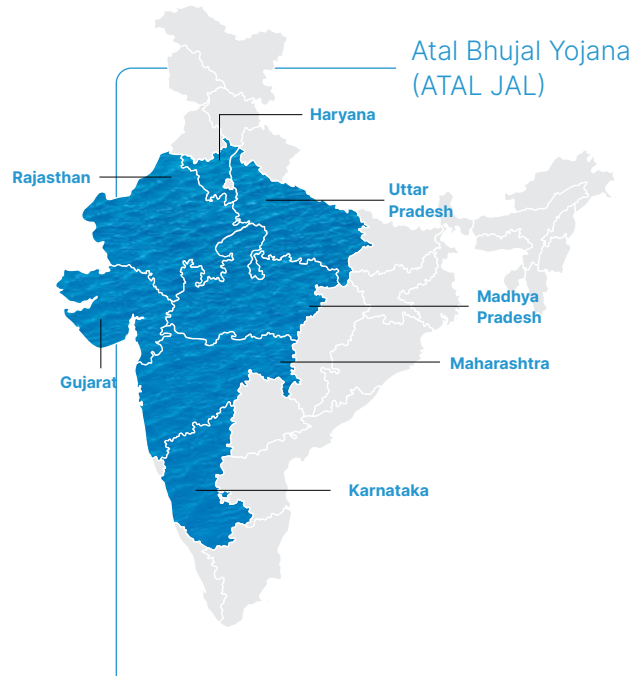 Atal Bhujal Yojana
(ATAL JAL)
Haryana
Rajasthan
Uttar
Pradesh
Madhya
Pradesh
Maharashtra
Gujarat
Karnataka